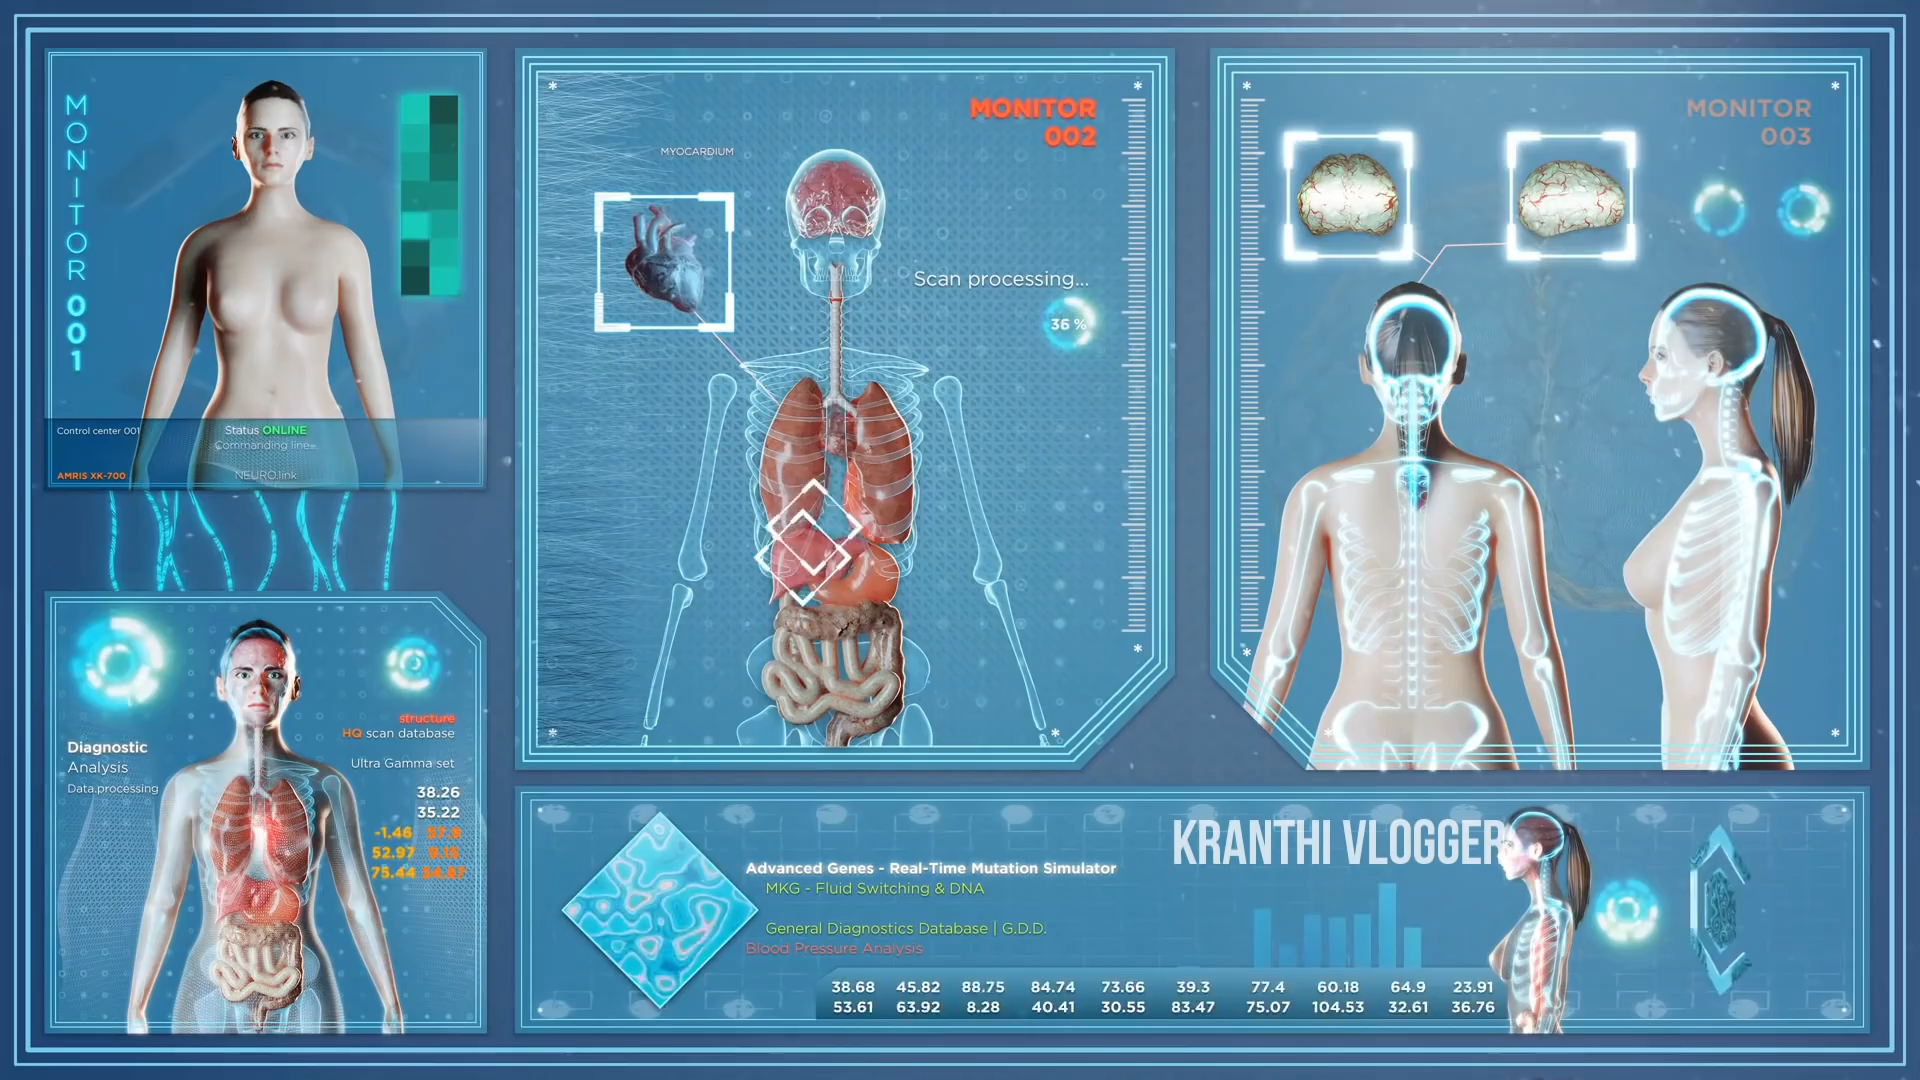 MONITOR 001
Control center 001
Status ONLINE
Commanding line...
AMRIS XK-700
NEURO.link
MYOCARDIUM
MONITOR
002
Scan processing...
36 %
MONITOR
003
structure
HQ scan database
Ultra Gamma set
Diagnostic
Analysis
Data.processing
38.26
35.22
-1.46 57.9
52.97
75.44
KRANTHI VLOGGER
Advanced Genes - Real-Time Mutation Simulator
MKG - Fluid Switching & DNA
General Diagnostics Database | G.D.D.
Blood Pressure Analysis
38.68 45.82 88.75 84.74 73.66 39.3 77.4 60.18 64.9 23.91
53.61 63.92 8.28 40.41 30.55 83.47 75.07 104.53 32.61 36.76